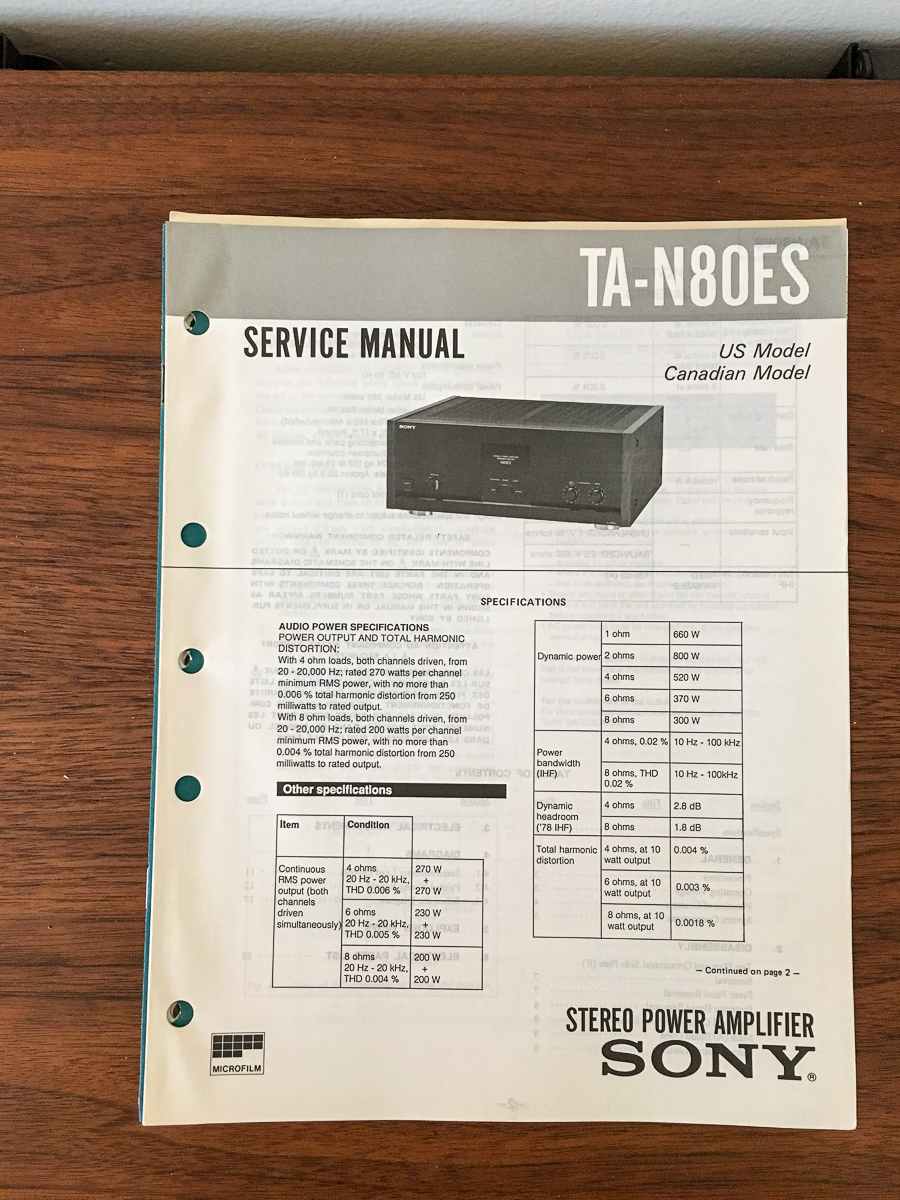 TA-N80ES
SERVICE MANUAL
US Model
Canadian Model
SONY
SPECIFICATIONS
AUDIO POWER SPECIFICATIONS
POWER OUTPUT AND TOTAL HARMONIC
DISTORTION:
With 4 ohm loads, both channels driven, from
20 - 20,000 Hz; rated 270 watts per channel
minimum RMS power, with no more than
0.006 % total harmonic distortion from 250
milliwatts to rated output.
With 8 ohm loads, both channels driven, from
20 - 20,000 Hz; rated 200 watts per channel
minimum RMS power, with no more than
0.004 % total harmonic distortion from 250
milliwatts to rated output.
Other specifications
Item Condition
Continuous
RMS power
output (both
channels
driven
simultaneously)
4 ohms
20 Hz - 20 kHz,
THD 0.006 %
270 W
+
270 W
6 ohms
20 Hz - 20 kHz,
THD 0.005 %
230 W
+
230 W
8 ohms
20 Hz - 20 kHz,
THD 0.004 %
200 W
+
200 W
Dynamic power
1 ohm 660 W
2 ohms 800 W
4 ohms 520 W
6 ohms 370 W
8 ohms 300 W
Power
bandwidth
(IHF)
4 ohms, 0.02 % 10 Hz - 100 kHz
8 ohms, THD
0.02 %
10 Hz - 100kHz
Dynamic
headroom
('78 IHF)
4 ohms 2.8 dB
8 ohms 1.8 dB
Total harmonic
distortion
4 ohms, at 10
watt output
0.004 %
6 ohms, at 10
watt output
0.003 %
8 ohms, at 10
watt output
0.0018 %
— Continued on page 2 —
MICROFILM
STEREO POWER AMPLIFIER
SONY®